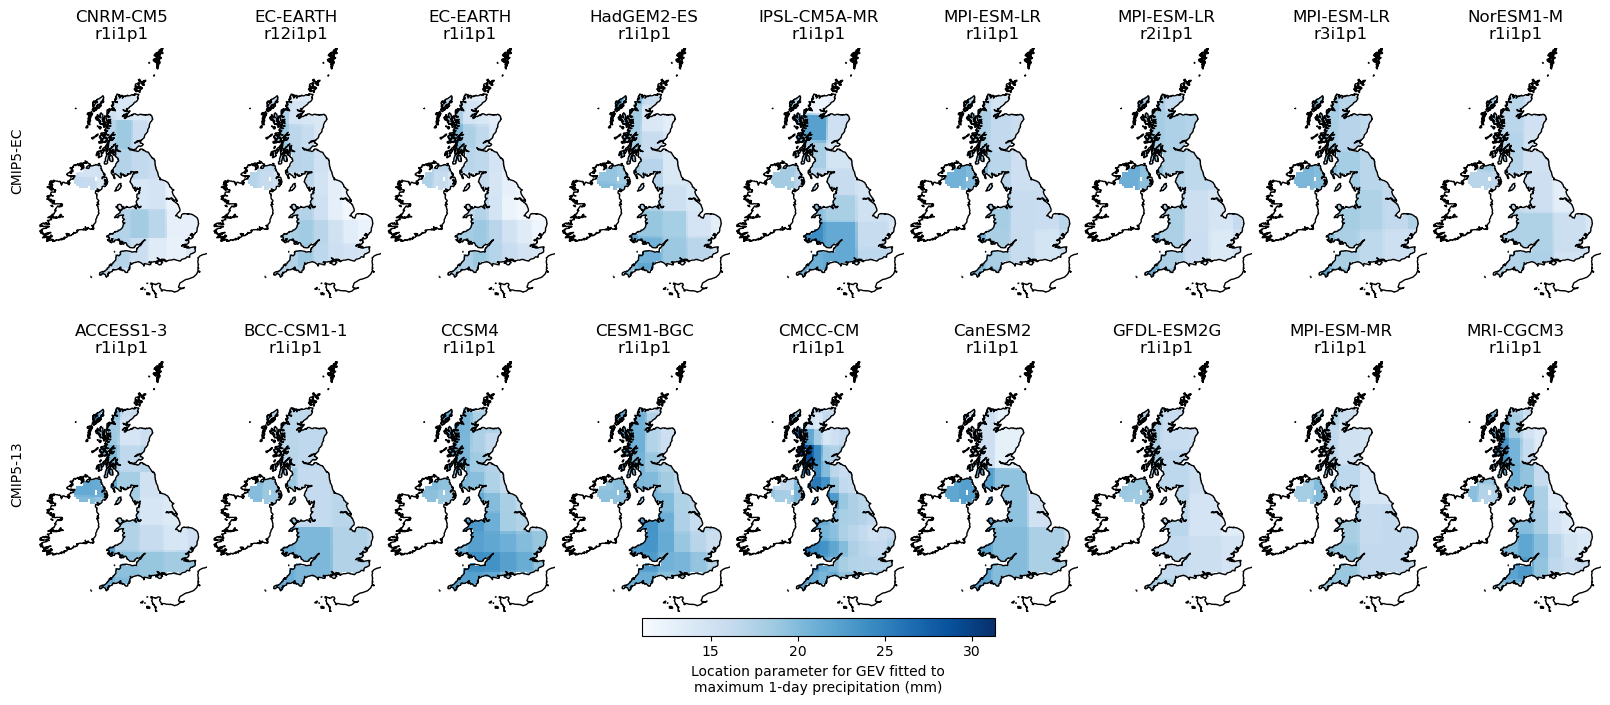 CNRM-CM5 EC-EARTH EC-EARTH HadGEM2-ES IPSL-CM5A-MR MPI-ESM-LR MPI-ESM-LR MPI-ESM-LR NorESM1-M
r1i1p1 r12i1p1 r1i1p1 r1i1p1 r1i1p1 r1i1p1 r2i1p1 r3i1p1 r1i1p1
CMIP5-EC
ACCESS1-3 BCC-CSM1-1 CCSM4 CESM1-BGC CMCC-CM CanESM2 GFDL-ESM2G MPI-ESM-MR MRI-CGCM3
r1i1p1 r1i1p1 r1i1p1 r1i1p1 r1i1p1 r1i1p1 r1i1p1 r1i1p1 r1i1p1
CMIP5-13
15 20 25 30
Location parameter for GEV fitted to
maximum 1-day precipitation (mm)